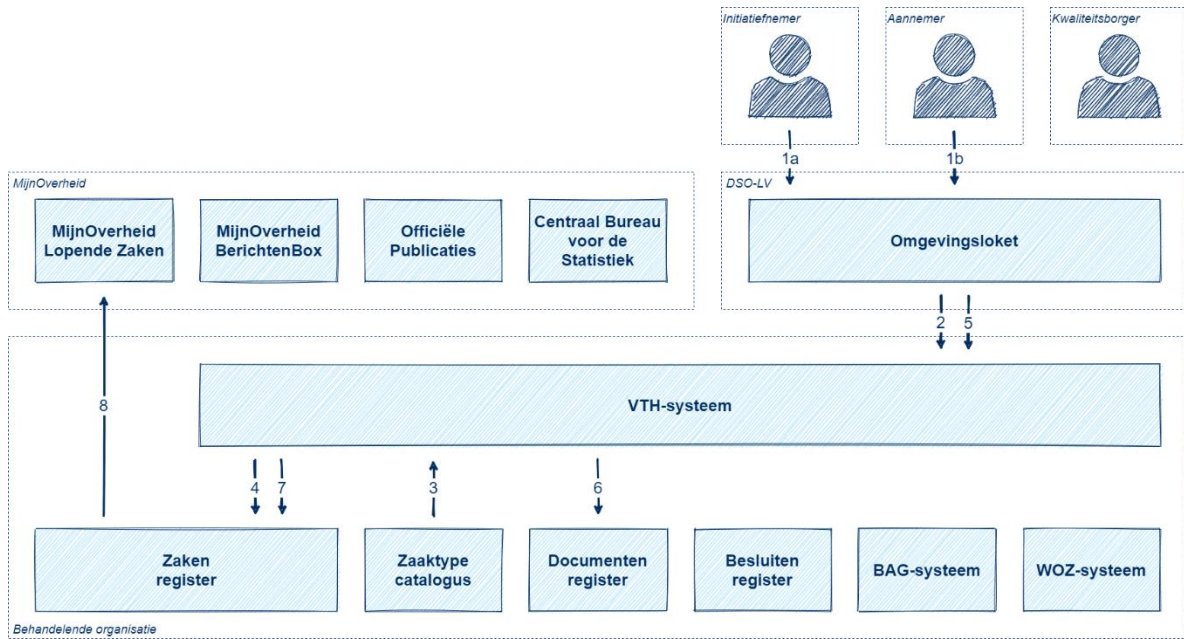 Initiatiefnemer
Aannemer
Kwaliteitsborger
1a
1b
MijnOverheid
DSO-LV
MijnOverheid
Lopende Zaken
MijnOverheid
BerichtenBox
Officiële
Publicaties
Centraal Bureau
voor de
Statistiek
Omgevingsloket
2
5
8
VTH-systeem
4
7
3
6
Zaken
register
Zaaktype
catalogus
Documenten
register
Besluiten
register
BAG-systeem
WOZ-systeem
Behandelende organisatie